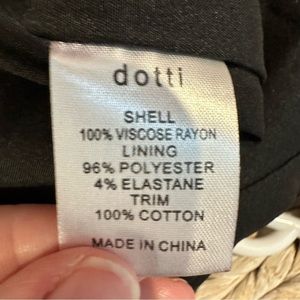 dotti
SHELL
100% VISCOSE RAYON
LINING
96% POLYESTER
4% ELASTANE
TRIM
100% COTTON
MADE IN CHINA